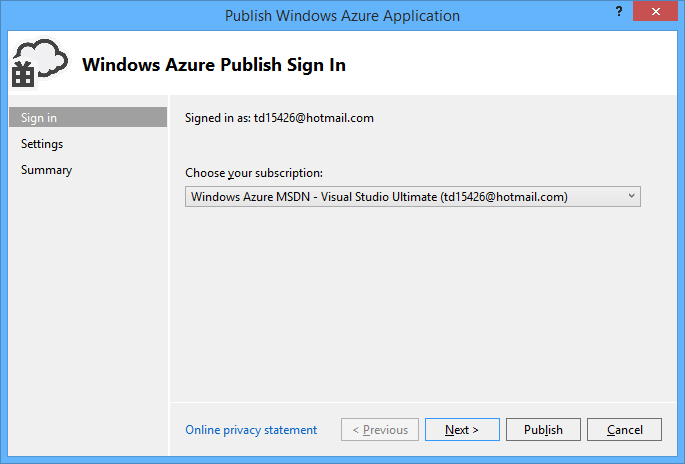 Publish Windows Azure Application
?
Windows Azure Publish Sign In
Sign in
Settings
Summary
Signed in as: td15426@hotmail.com
Choose your subscription:
Windows Azure MSDN - Visual Studio Ultimate (td15426@hotmail.com)
Online privacy statement
< Previous
Next >
Publish
Cancel